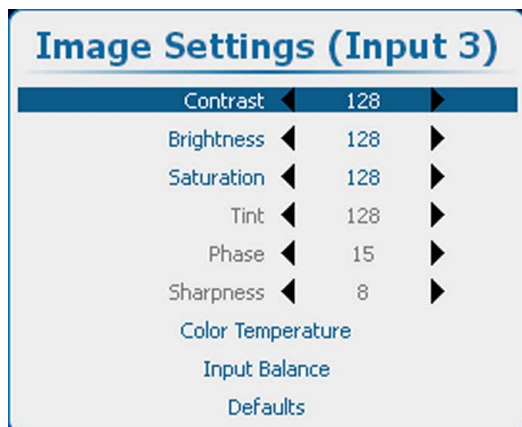 Image Settings (Input 3)
Contrast 128
Brightness 128
Saturation 128
Tint 128
Phase 15
Sharpness 8
Color Temperature
Input Balance
Defaults